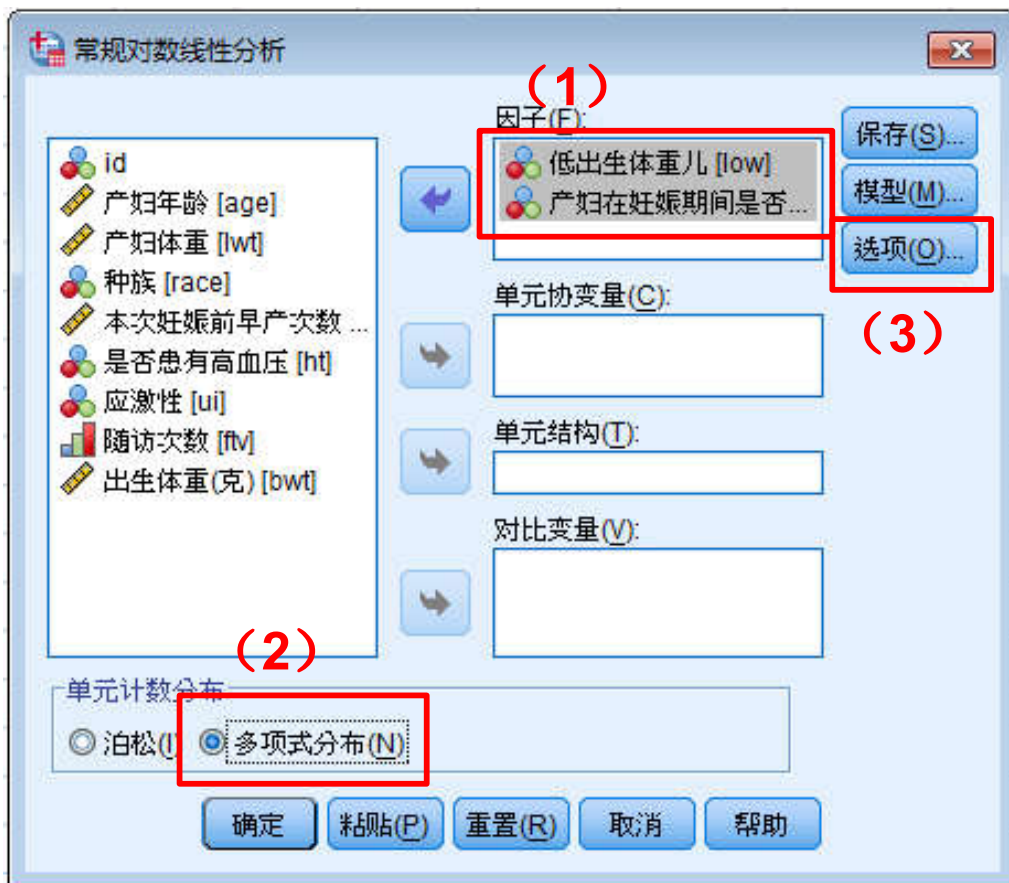 常规对数线性分析
（1）
因子(F):
id
产妇年龄 [age]
产妇体重 [lwt]
种族 [race]
本次妊娠前早产次数 ...
是否患有高血压 [ht]
应激性 [ui]
随访次数 [ftv]
出生体重(克) [bwt]
低出生体重儿 [low]
产妇在妊娠期间是否...
保存(S)...
模型(M)...
选项(O)...
（3）
单元协变量(C):
单元结构(T):
对比变量(V):
（2）
单元计数分布
泊松(I)
多项式分布(N)
确定
粘贴(P)
重置(R)
取消
帮助